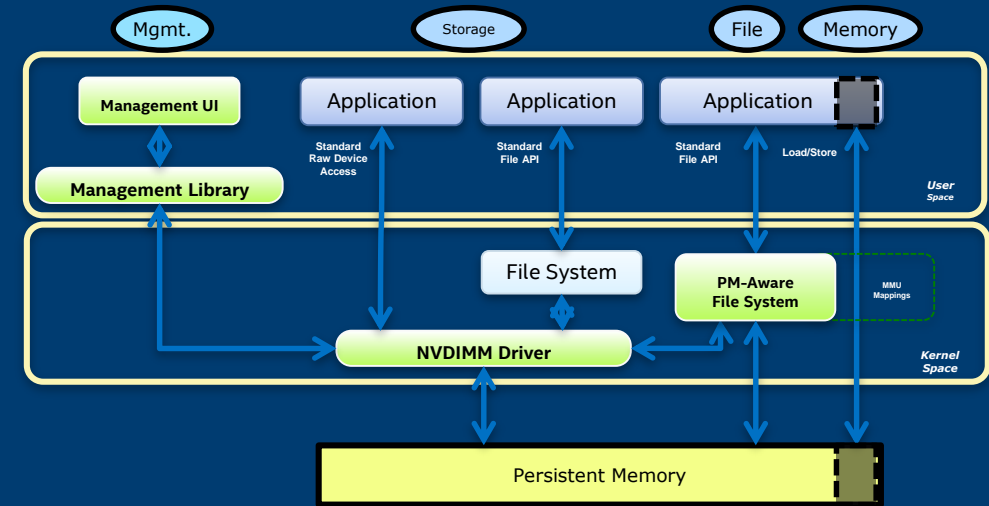 Mgmt.
Storage
File
Memory
Management UI
Application
Application
Application
Standard
Raw Device
Access
Standard
File API
Standard
File API
Load/Store
Management Library
User
Space
File System
PM-Aware
File System
MMU
Mappings
NVDIMM Driver
Kernel
Space
Persistent Memory